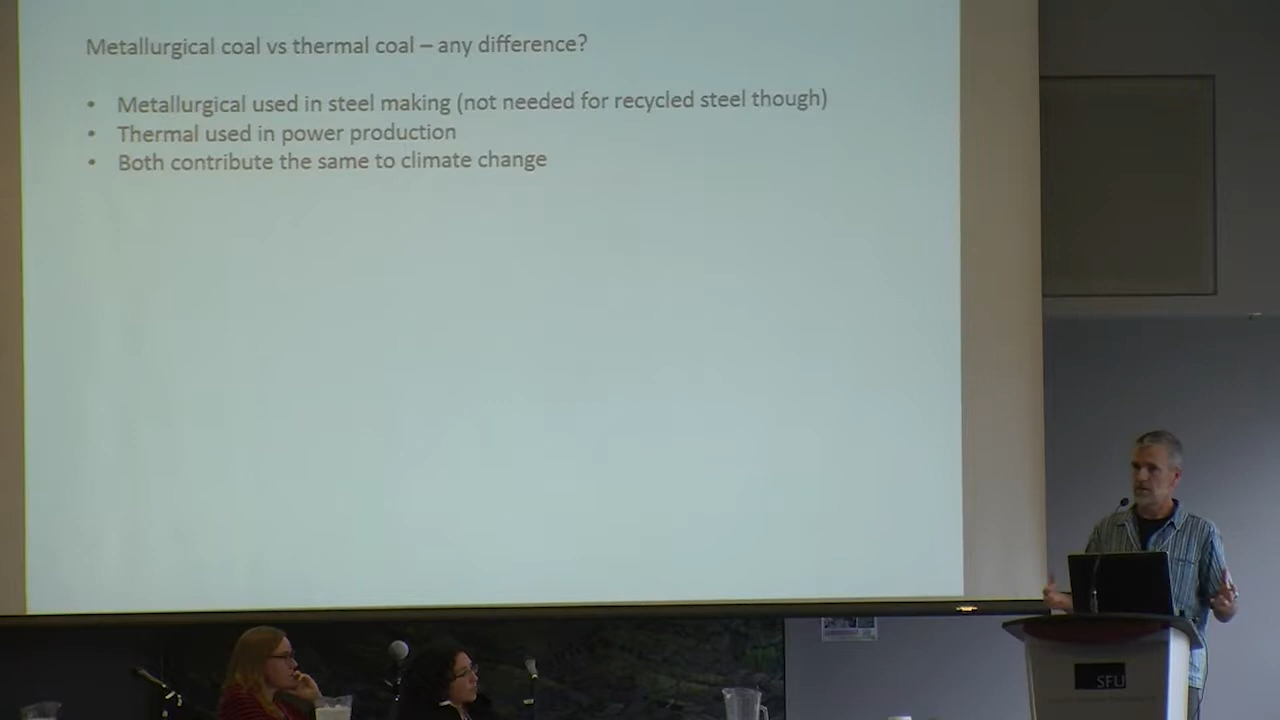 Metallurgical coal vs thermal coal – any difference?
• Metallurgical used in steel making (not needed for recycled steel though)
• Thermal used in power production
• Both contribute the same to climate change
SFU